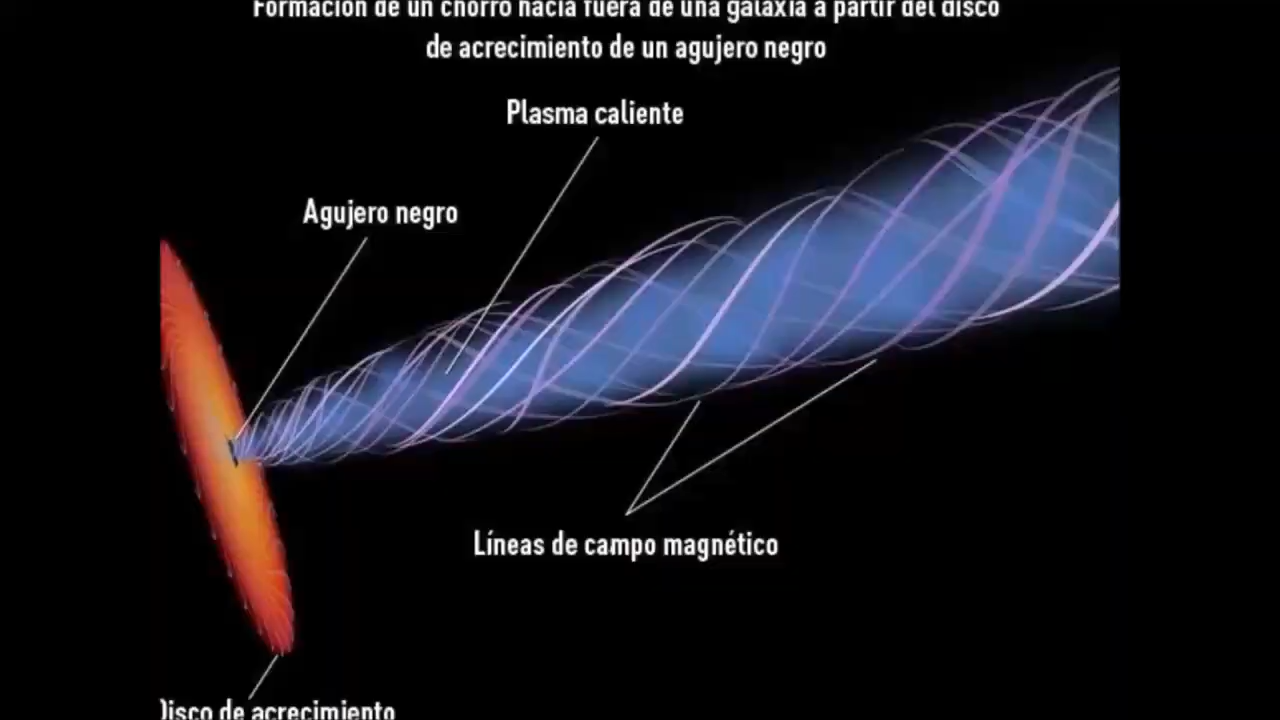 Formación de un chorro hacia fuera de una galaxia a partir del disco
de acrecimiento de un agujero negro
Plasma caliente
Agujero negro
Líneas de campo magnético
Disco de acrecimiento